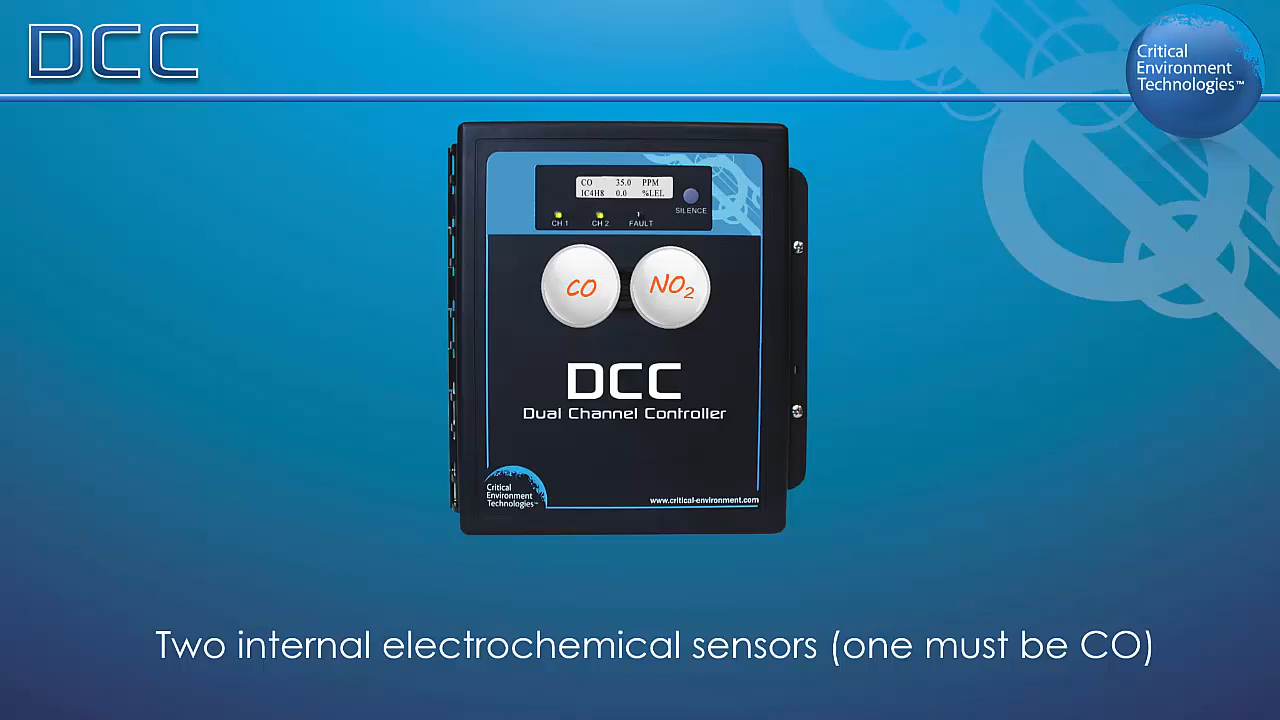 DCC
Critical
Environment
Technologies™
CO 35.0 PPM
IC4H8 0.0 %LEL
SILENCE
CH 1 CH 2 FAULT
CO NO₂
DCC
Dual Channel Controller
Critical
Environment
Technologies™
www.critical-environment.com
Two internal electrochemical sensors (one must be CO)